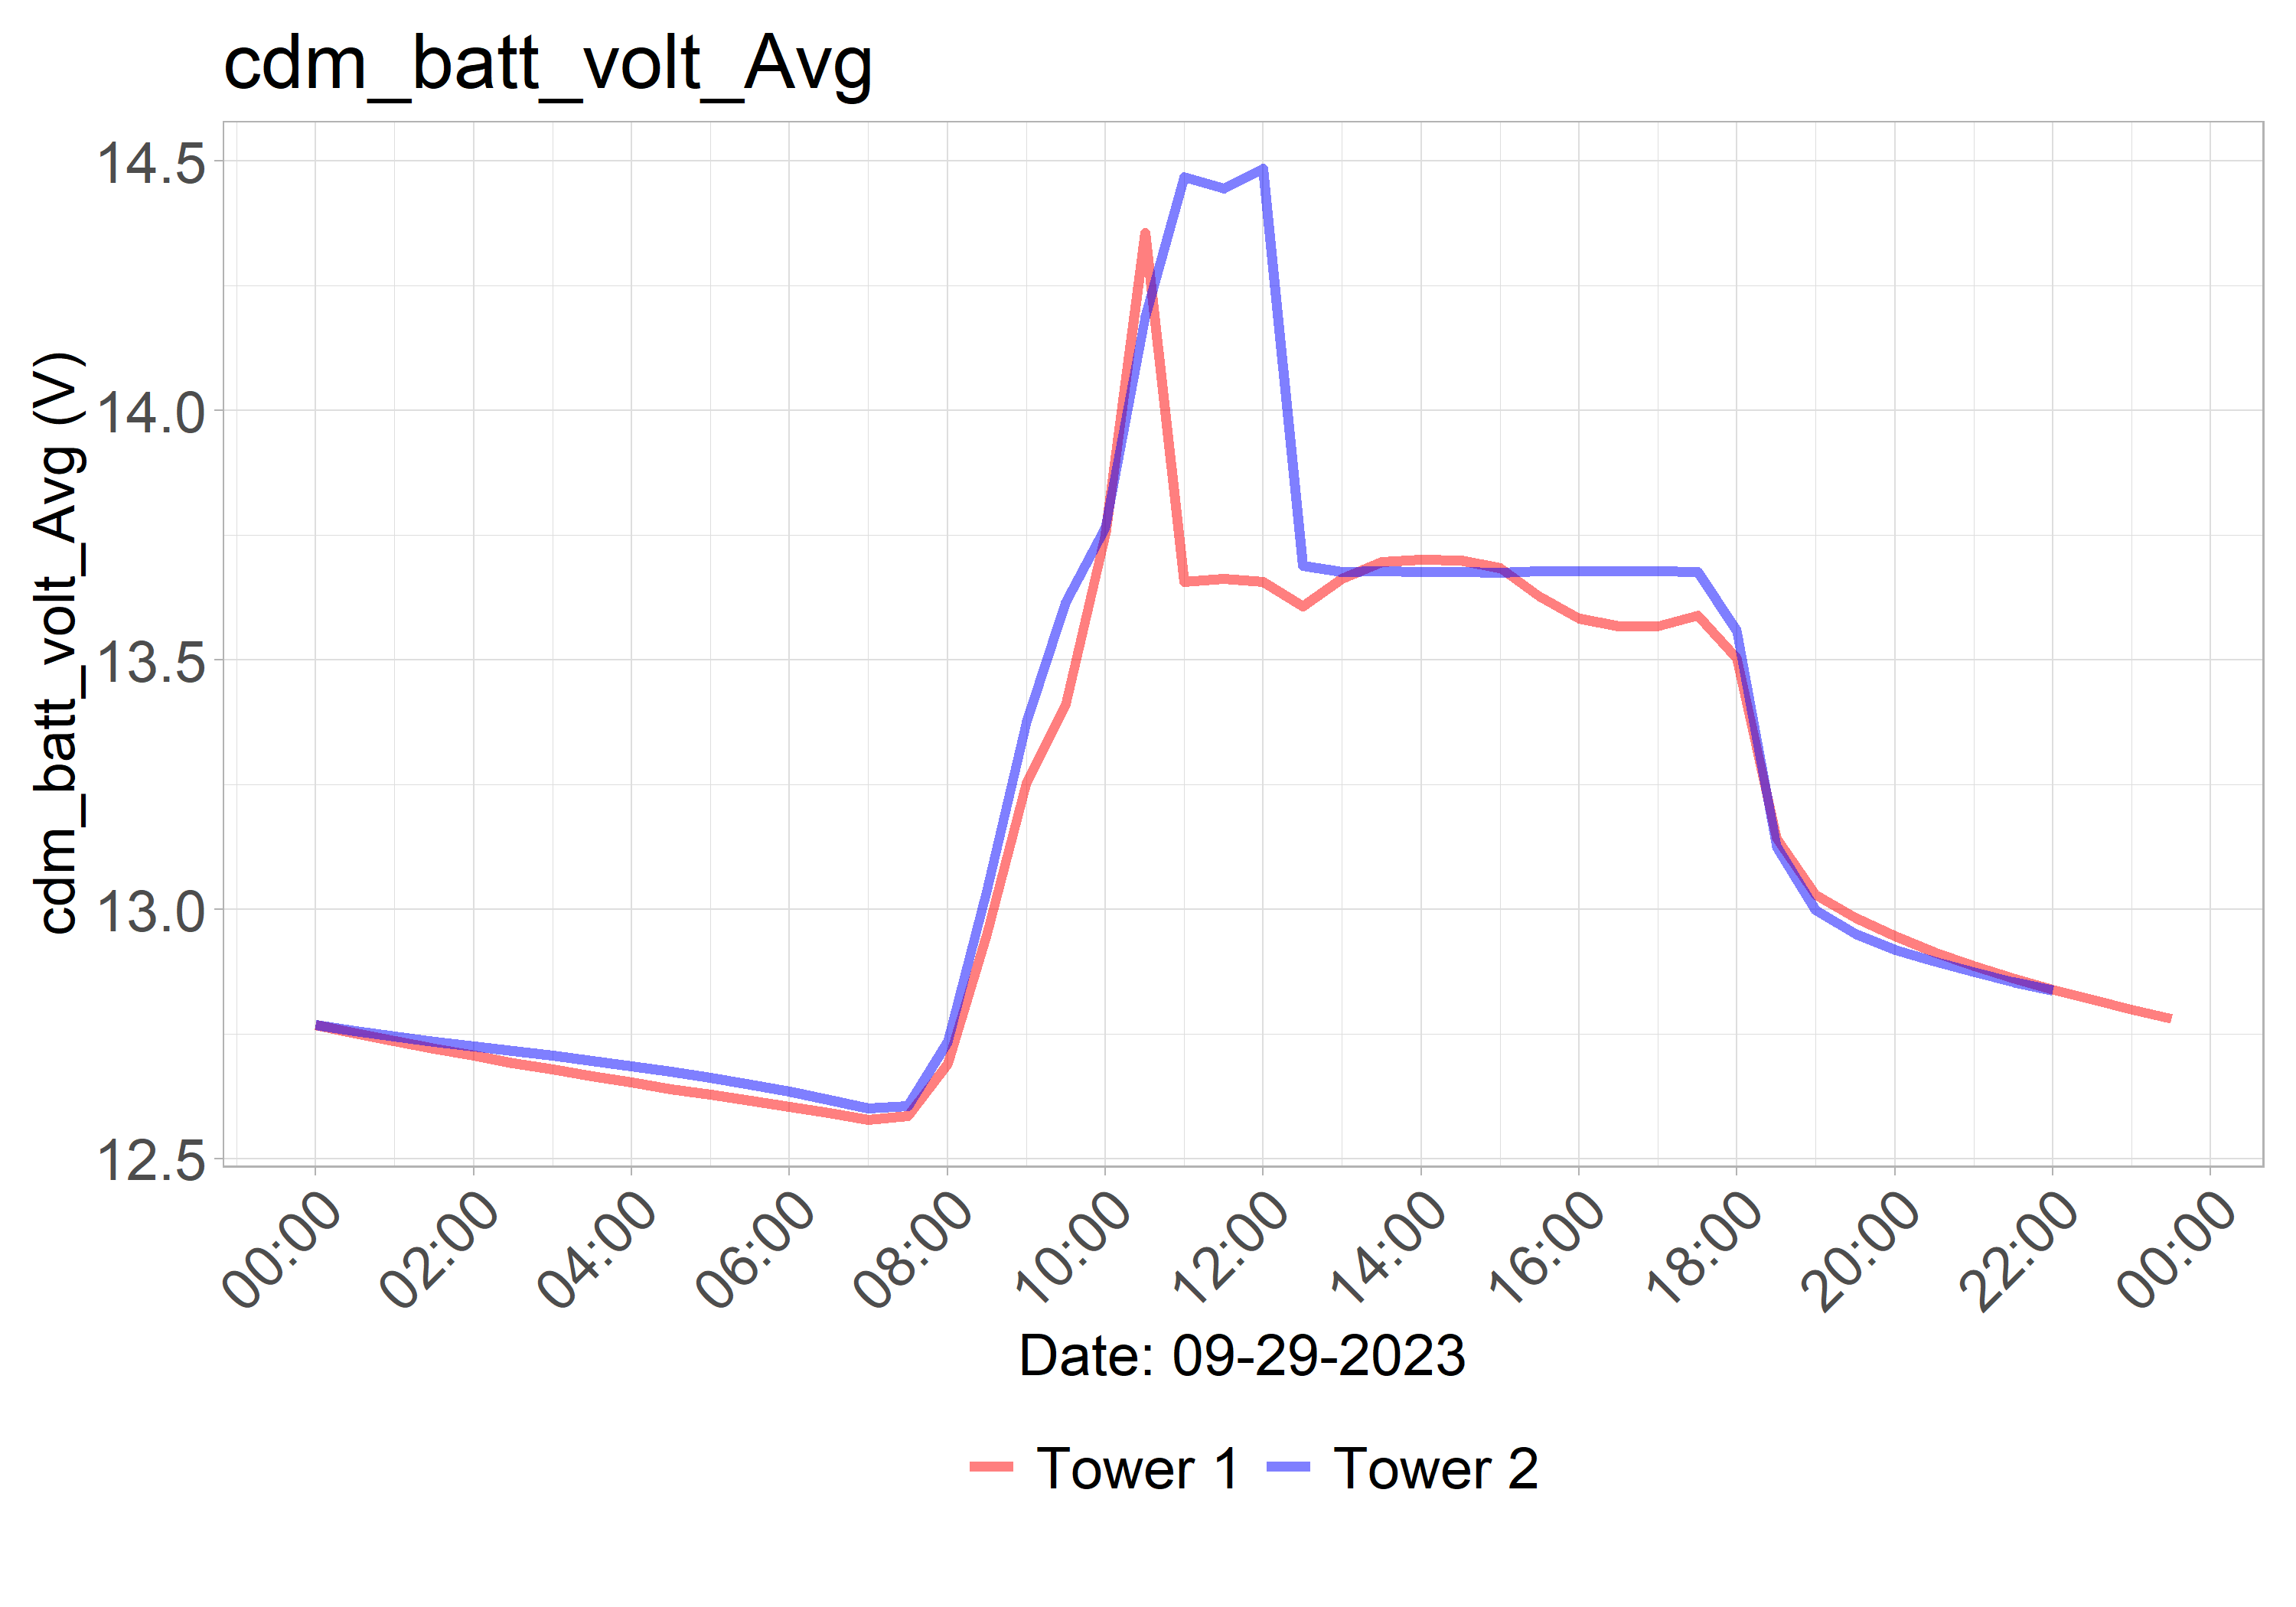 cdm_batt_volt_Avg
cdm_batt_volt_Avg (V)
14.5
14.0
13.5
13.0
12.5
00:00 02:00 04:00 06:00 08:00 10:00 12:00 14:00 16:00 18:00 20:00 22:00 00:00
Date: 09-29-2023
Tower 1 Tower 2